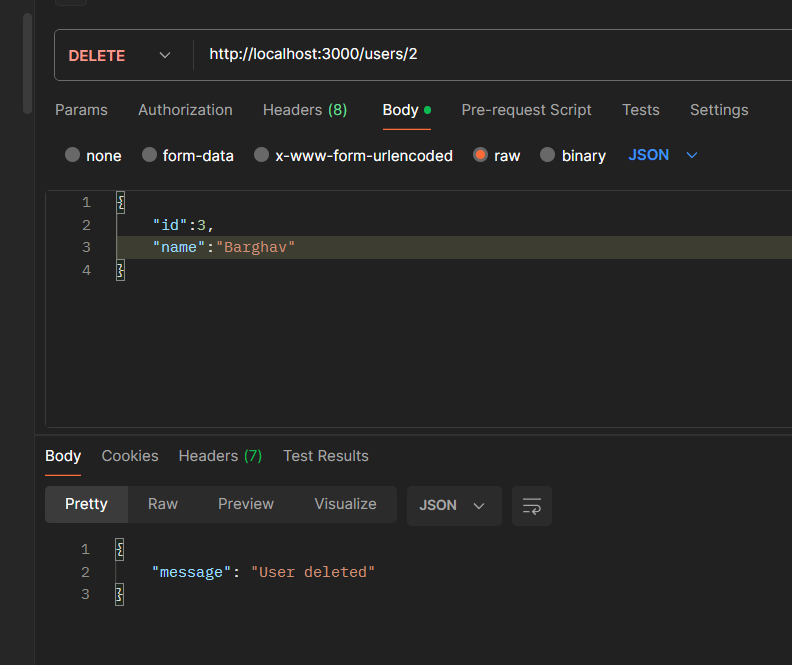 DELETE http://localhost:3000/users/2
Params Authorization Headers (8) Body Pre-request Script Tests Settings
none form-data x-www-form-urlencoded raw binary JSON
1 {
2 "id":3,
3 "name":"Barghav"
4 }
Body Cookies Headers (7) Test Results
Pretty Raw Preview Visualize JSON
1 {
2 "message": "User deleted"
3 }